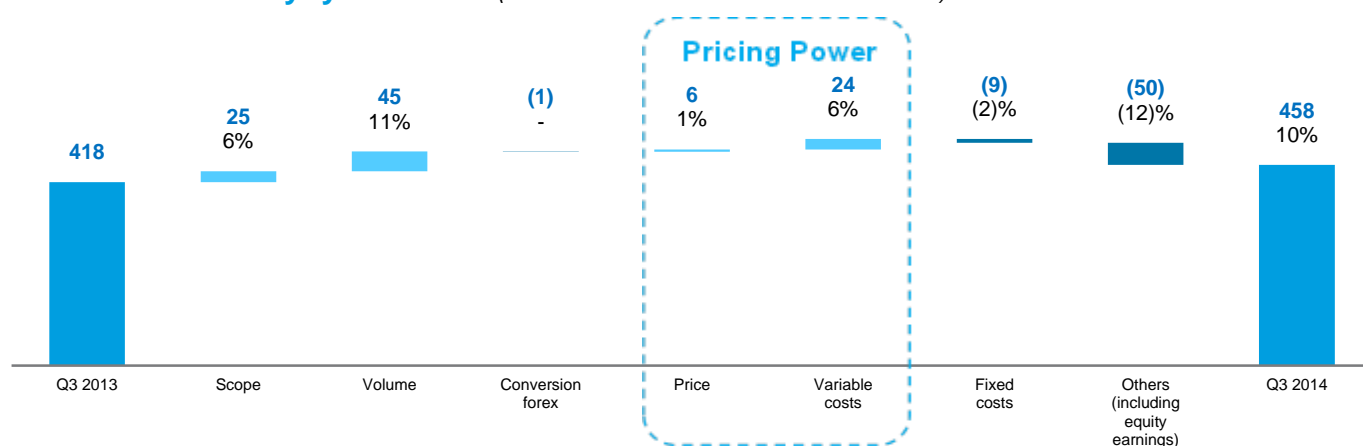 Pricing Power
418
25
6%
45
11%
(1)
-
6
1%
24
6%
(9)
(2)%
(50)
(12)%
458
10%
Q3 2013
Scope
Volume
Conversion
forex
Price
Variable
costs
Fixed
costs
Others
(including
equity
earnings)
Q3 2014